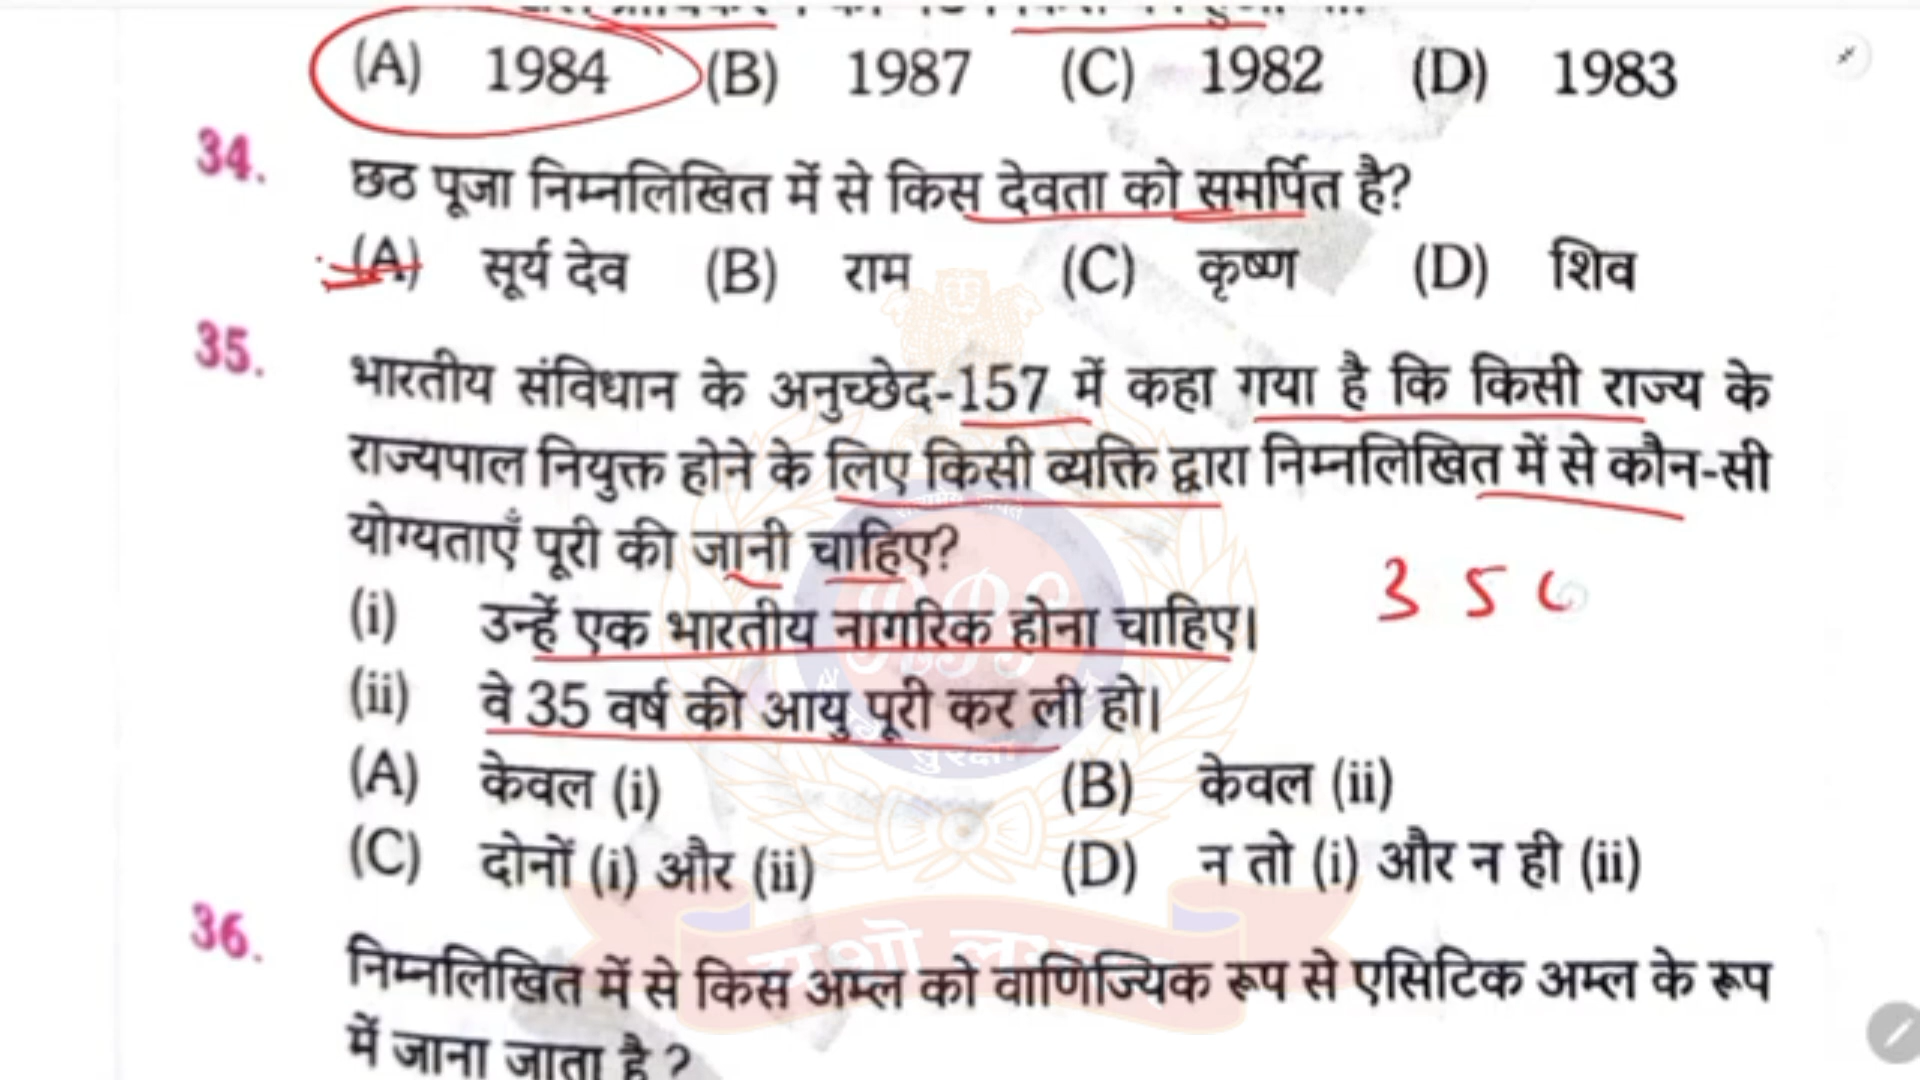 (A) 1984 (B) 1987 (C) 1982 (D) 1983
34. छठ पूजा निम्नलिखित में से किस देवता को समर्पित है?
(A) सूर्य देव (B) राम (C) कृष्ण (D) शिव
35. भारतीय संविधान के अनुच्छेद-157 में कहा गया है कि किसी राज्य के
राज्यपाल नियुक्त होने के लिए किसी व्यक्ति द्वारा निम्नलिखित में से कौन-सी
योग्यताएँ पूरी की जानी चाहिए?
3 5
(i) उन्हें एक भारतीय नागरिक होना चाहिए।
(ii) वे 35 वर्ष की आयु पूरी कर ली हो।
(A) केवल (i) (B) केवल (ii)
(C) दोनों (i) और (ii) (D) न तो (i) और न ही (ii)
36. निम्नलिखित में से किस अम्ल को वाणिज्यिक रूप से एसिटिक अम्ल के रूप
में जाना जाता है ?